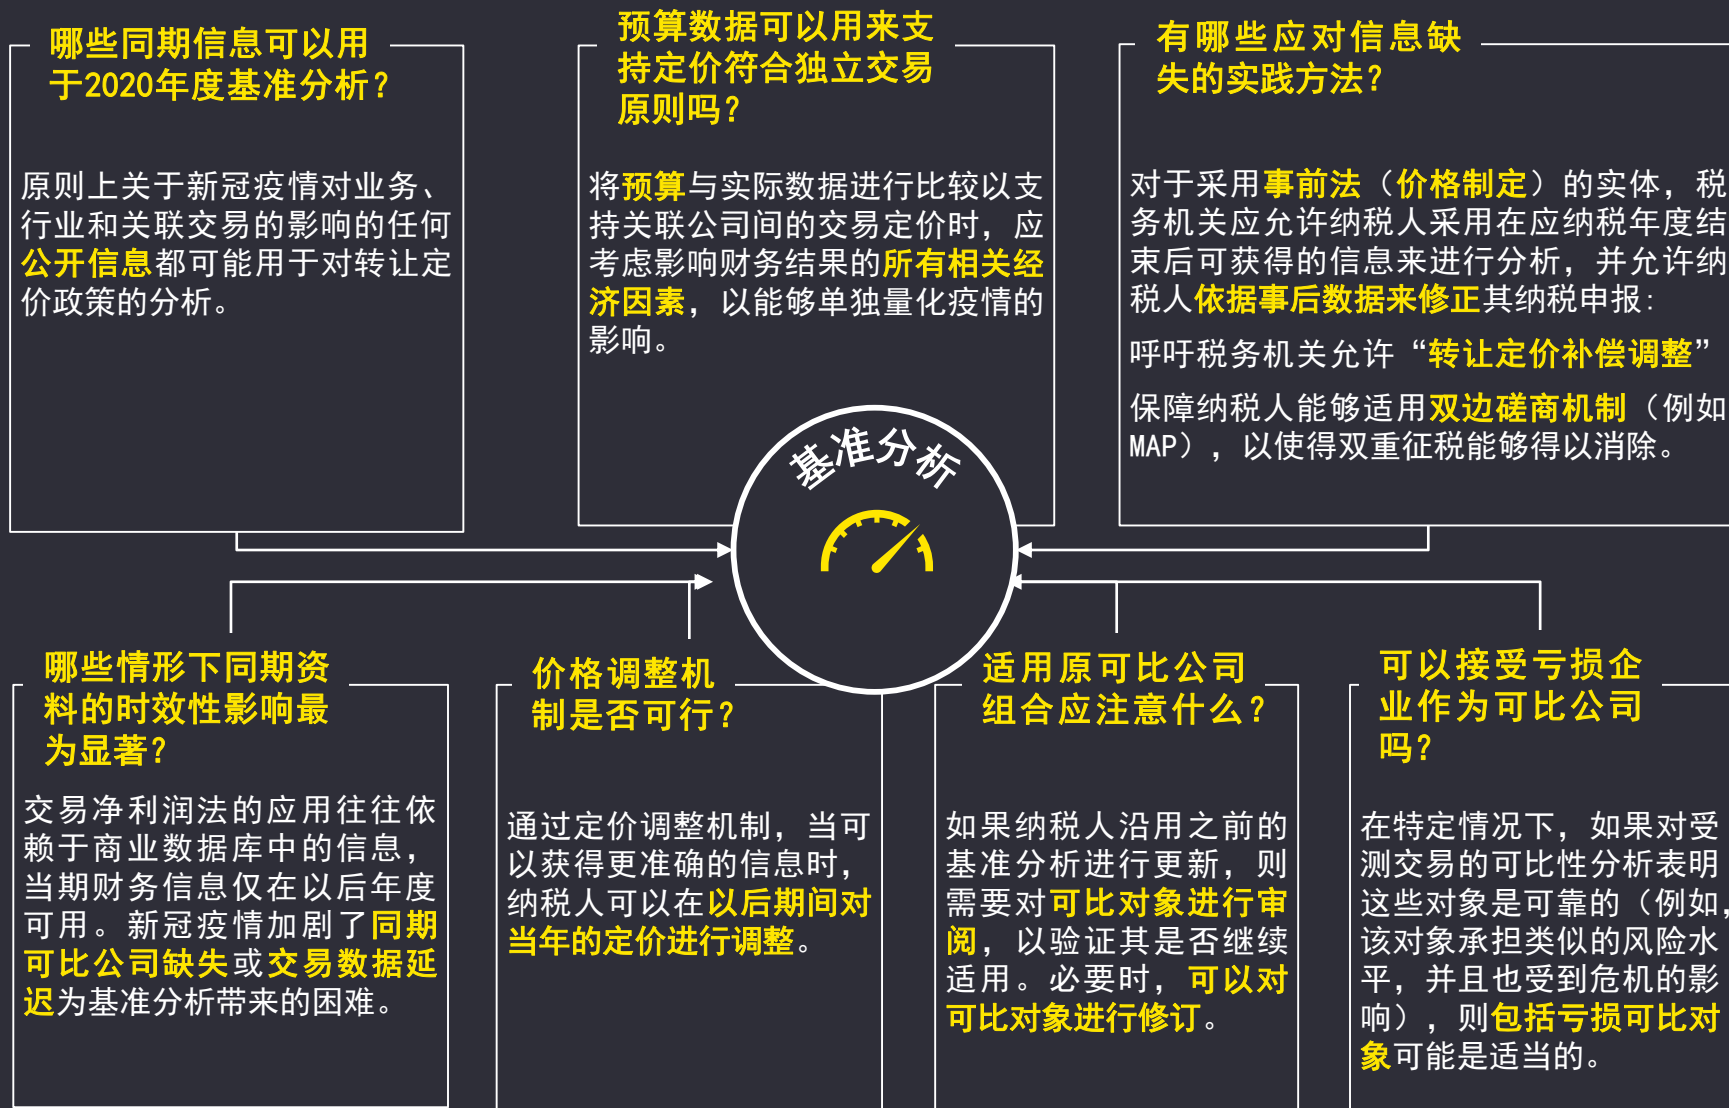 哪些同期信息可以用
于2020年度基准分析？
原则上关于新冠疫情对业务、
行业和关联交易的影响的任何
公开信息都可能用于对转让定
价政策的分析。
预算数据可以用来支
持定价符合独立交易
原则吗？
将预算与实际数据进行比较以支
持关联公司间的交易定价时，应
考虑影响财务结果的所有相关经
济因素，以能够单独量化疫情的
影响。
有哪些应对信息缺
失的实践方法？
对于采用事前法（价格制定）的实体，税
务机关应允许纳税人采用在应纳税年度结
束后可获得的信息来进行分析，并允许纳
税人依据事后数据来修正其纳税申报：
呼吁税务机关允许“转让定价补偿调整”
保障纳税人能够适用双边磋商机制（例如
MAP），以使得双重征税能够得以消除。
基准分析
哪些情形下同期资
料的时效性影响最
为显著？
交易净利润法的应用往往依
赖于商业数据库中的信息，
当期财务信息仅在以后年度
可用。新冠疫情加剧了同期
可比公司缺失或交易数据延
迟为基准分析带来的困难。
价格调整机
制是否可行？
通过定价调整机制，当可
以获得更准确的信息时，
纳税人可以在以后期间对
当年的定价进行调整。
适用原可比公司
组合应注意什么？
如果纳税人沿用之前的
基准分析进行更新，则
需要对可比对象进行审
阅，以验证其是否继续
适用。必要时，可以对
可比对象进行修订。
可以接受亏损企
业作为可比公司
吗？
在特定情况下，如果对受
测交易的可比性分析表明
这些对象是可靠的（例如，
该对象承担类似的风险水
平，并且也受到危机的影
响），则包括亏损可比对
象可能是适当的。